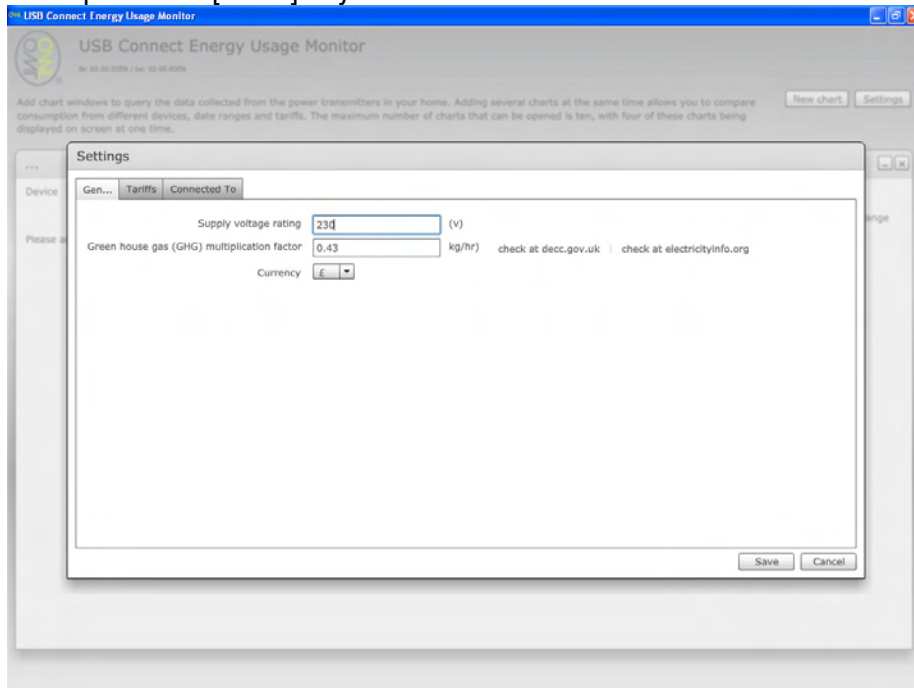 USB Connect Energy Usage Monitor
USB Connect Energy Usage Monitor
Add chart windows to query the data collected from the power transmitters in your home. Adding several charts at the same time allows you to compare
consumption from different devices, date ranges and tariffs. The maximum number of charts that can be opened is ten, with four of these charts being
displayed on screen at one time.
New chart Settings
...
Settings
Device
Gen... Tariffs Connected To
Supply voltage rating 230 (v)
ange
Please a
Green house gas (GHG) multiplication factor 0.43 kg/hr) check at decc.gov.uk | check at electricityinfo.org
Currency £
Save Cancel